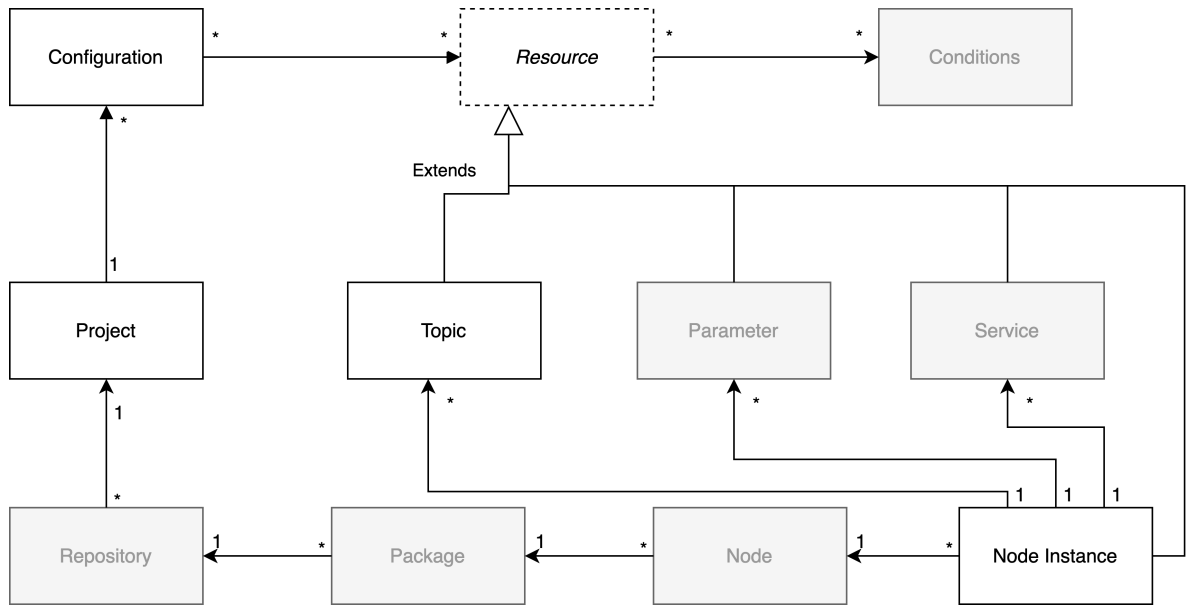 Configuration
*
*
Resource
*
*
Conditions
*
Extends
1
Project
Topic
Parameter
Service
1
*
*
*
*
1
1
1
Repository
1
*
Package
1
*
Node
1
*
Node Instance